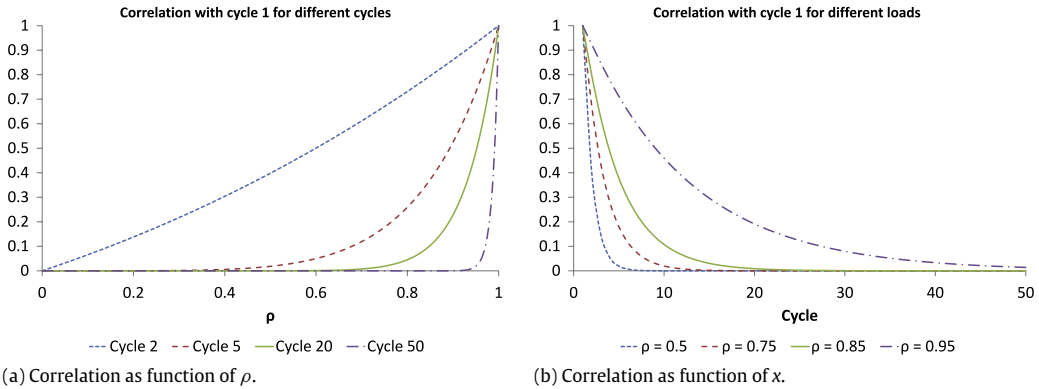 Correlation with cycle 1 for different cycles
1
0.9
0.8
0.7
0.6
0.5
0.4
0.3
0.2
0.1
0
0 0.2 0.4 0.6 0.8 1
ρ
Cycle 2 Cycle 5 Cycle 20 Cycle 50
(a) Correlation as function of ρ.
Correlation with cycle 1 for different loads
1
0.9
0.8
0.7
0.6
0.5
0.4
0.3
0.2
0.1
0
0 10 20 30 40 50
Cycle
ρ = 0.5 ρ = 0.75 ρ = 0.85 ρ = 0.95
(b) Correlation as function of x.